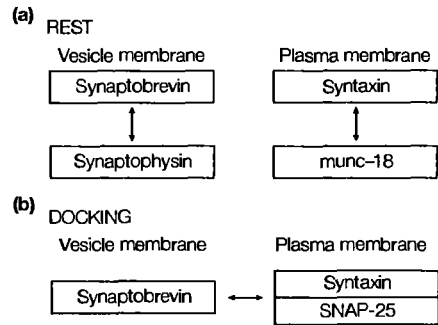 (a) REST
Vesicle membrane Plasma membrane
Synaptobrevin Syntaxin
Synaptophysin munc-18
(b) DOCKING
Vesicle membrane Plasma membrane
Syntaxin
Synaptobrevin
SNAP-25